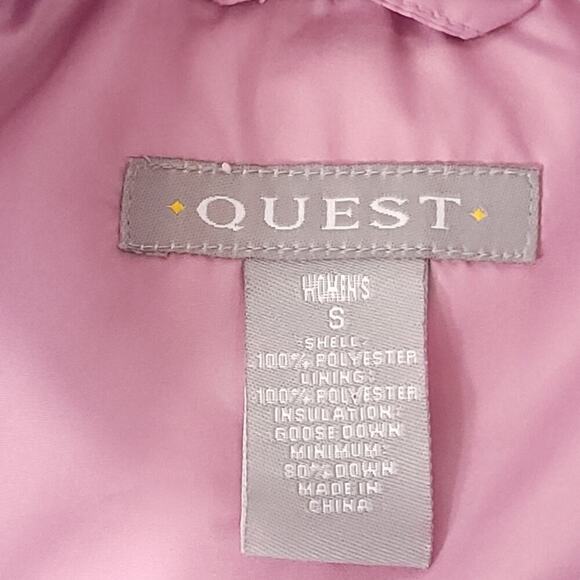 QUEST
WOMEN'S
S
SHELL:
100% POLYESTER
LINING:
100% POLYESTER
INSULATION:
GOOSE DOWN
MINIMUM:
80% DOWN
MADE IN
CHINA